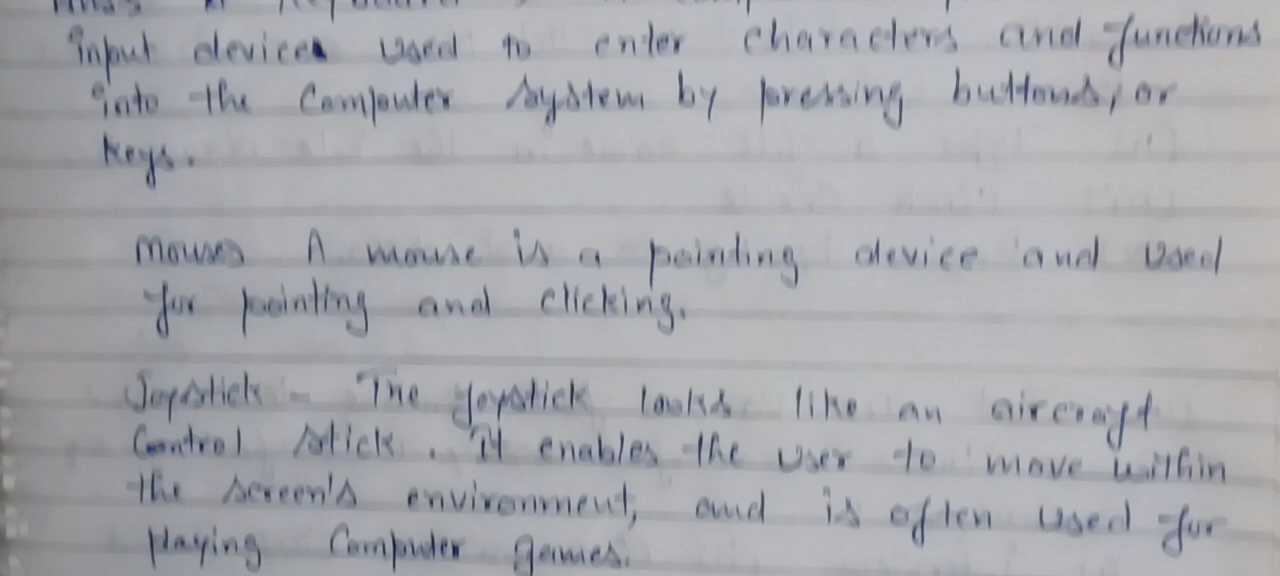 input devices used to enter characters and functions
into the Computer system by pressing buttons, or
keys.
Mouses A mouse is a pointing device and used
for pointing and clicking.
Joystick - The joystick looks like an aircraft
Control stick. It enables the user to move within
the screen's environment, and is often used for
playing Computer games.